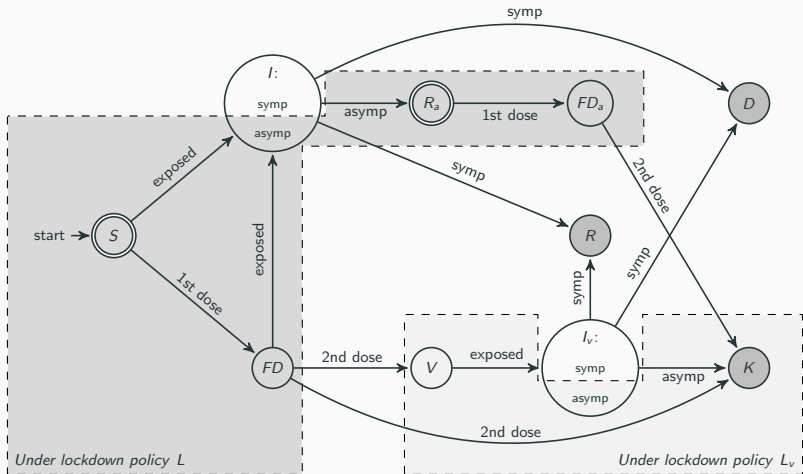 symp
I:
symp
asymp
asymp
R_a
1st dose
FD_a
D
exposed
symp
2nd dose
start
S
exposed
R
symp
1st dose
symp
I_v:
FD
2nd dose
V
exposed
symp
asymp
asymp
K
2nd dose
Under lockdown policy L
Under lockdown policy L_v